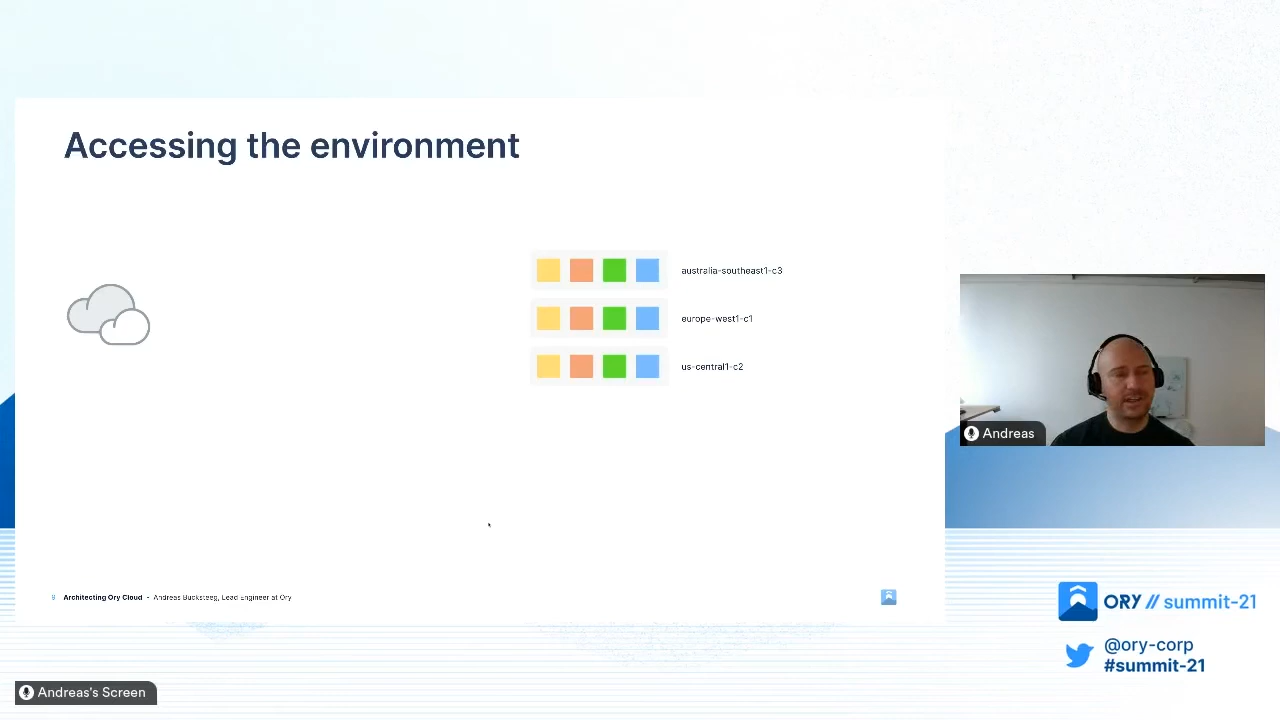 Accessing the environment
australia-southeast1-c3
europe-west1-c1
us-central1-c2
Andreas
9 Architecting Ory Cloud - Andreas Bucksteeg, Lead Engineer at Ory
ORY // summit-21
@ory-corp
#summit-21
Andreas's Screen